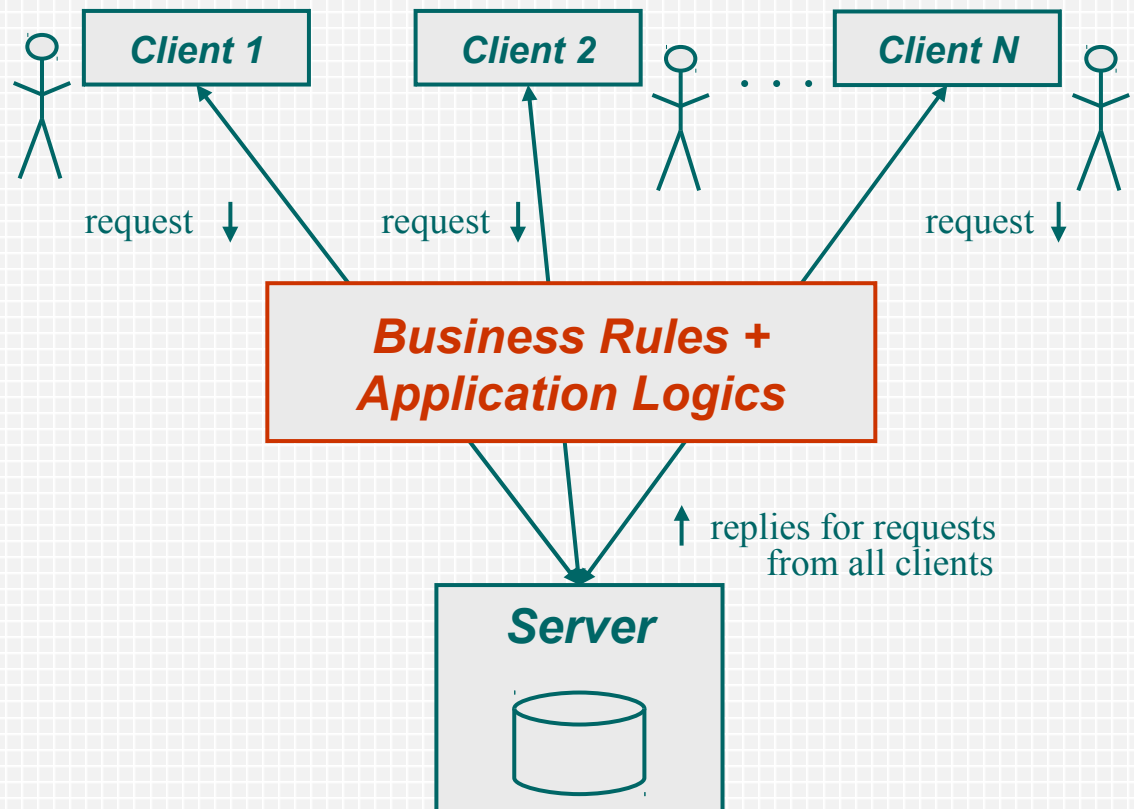 Client 1
Client 2
. . .
Client N
request
request
request
Business Rules +
Application Logics
replies for requests
from all clients
Server